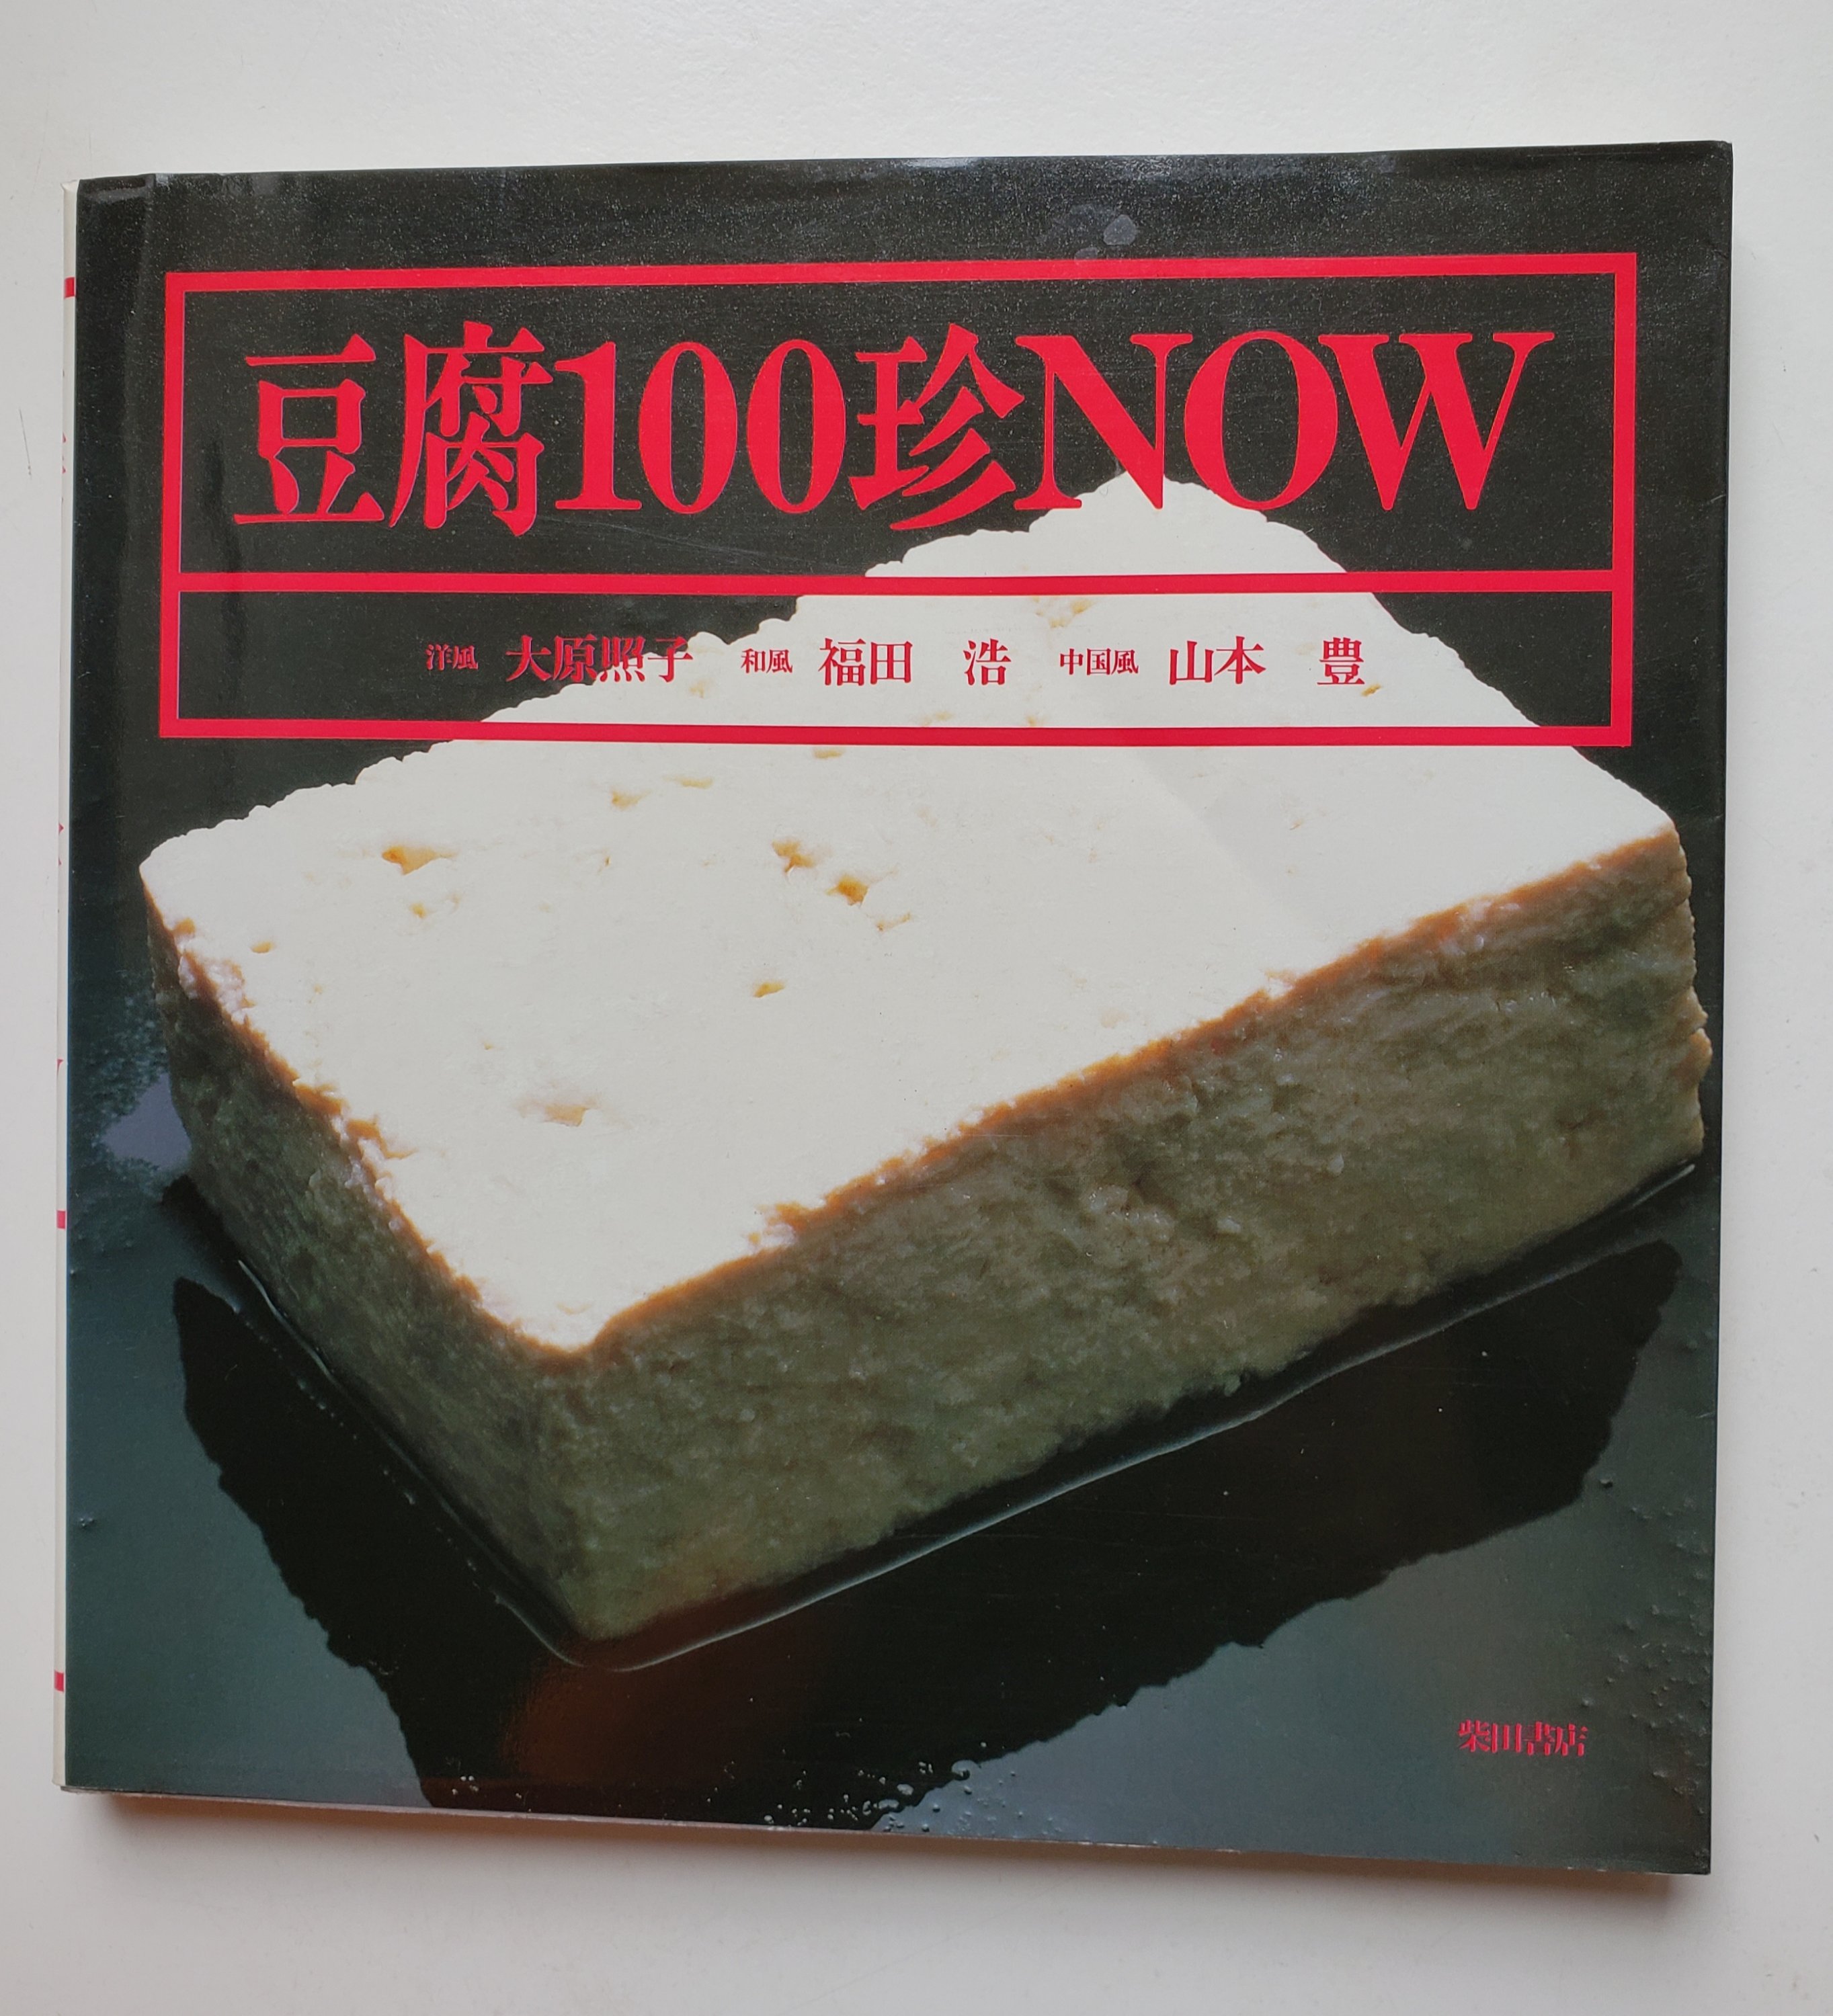 豆腐100珍NOW
洋風 大原照子 和風 福田 浩 中国風 山本 豊
柴田書店